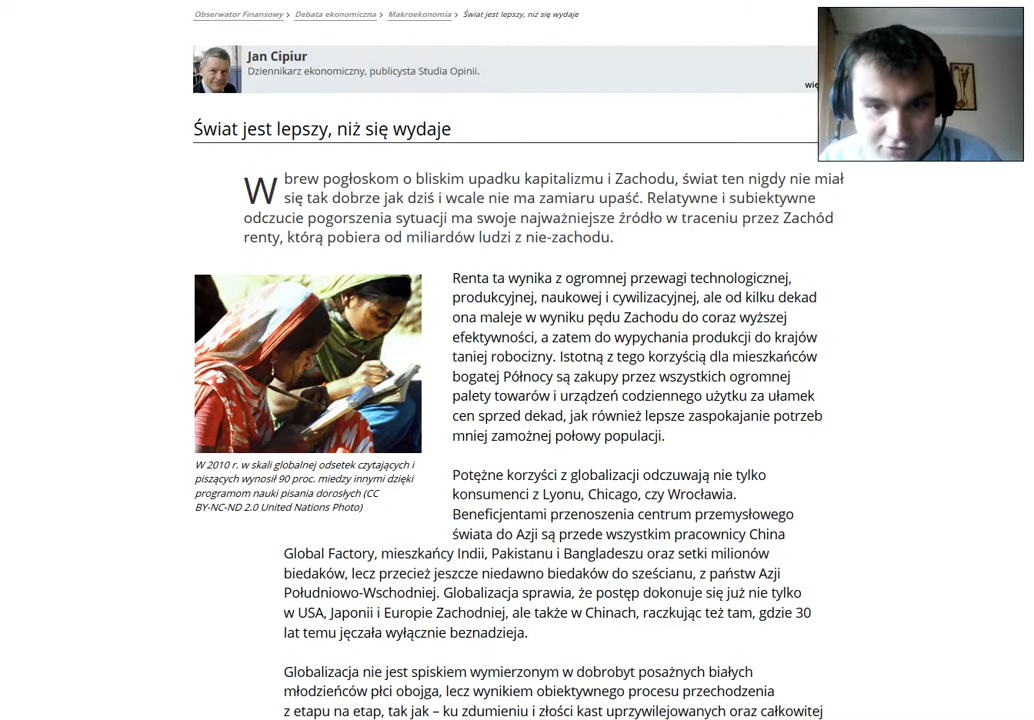 Obserwator Finansowy › Debata ekonomiczna › Makroekonomia › Świat jest lepszy, niż się wydaje
Jan Cipiur
Dziennikarz ekonomiczny, publicysta Studia Opinii.
Świat jest lepszy, niż się wydaje
Wbrew pogłoskom o bliskim upadku kapitalizmu i Zachodu, świat ten nigdy nie miał
się tak dobrze jak dziś i wcale nie ma zamiaru upaść. Relatywne i subiektywne
odczucie pogorszenia sytuacji ma swoje najważniejsze źródło w traceniu przez Zachód
renty, którą pobiera od miliardów ludzi z nie-zachodu.
Renta ta wynika z ogromnej przewagi technologicznej,
produkcyjnej, naukowej i cywilizacyjnej, ale od kilku dekad
ona maleje w wyniku pędu Zachodu do coraz wyższej
efektywności, a zatem do wypychania produkcji do krajów
taniej robocizny. Istotną z tego korzyścią dla mieszkańców
bogatej Północy są zakupy przez wszystkich ogromnej
palety towarów i urządzeń codziennego użytku za ułamek
cen sprzed dekad, jak również lepsze zaspokajanie potrzeb
mniej zamożnej połowy populacji.
W 2010 r. w skali globalnej odsetek czytających i
piszących wynosił 90 proc. miedzy innymi dzięki
programom nauki pisania dorosłych (CC
BY-NC-ND 2.0 United Nations Photo)
Potężne korzyści z globalizacji odczuwają nie tylko
konsumenci z Lyonu, Chicago, czy Wrocławia.
Beneficjentami przenoszenia centrum przemysłowego
świata do Azji są przede wszystkim pracownicy China
Global Factory, mieszkańcy Indii, Pakistanu i Bangladeszu oraz setki milionów
biedaków, lecz przecież jeszcze niedawno biedaków do sześcianu, z państw Azji
Południowo-Wschodniej. Globalizacja sprawia, że postęp dokonuje się już nie tylko
w USA, Japonii i Europie Zachodniej, ale także w Chinach, raczkując też tam, gdzie 30
lat temu jęczała wyłącznie beznadzieja.
Globalizacja nie jest spiskiem wymierzonym w dobrobyt posażnych białych
młodzieńców płci obojga, lecz wynikiem obiektywnego procesu przechodzenia
z etapu na etap, tak jak – ku zdumieniu i złości kast uprzywilejowanych oraz całkowitej